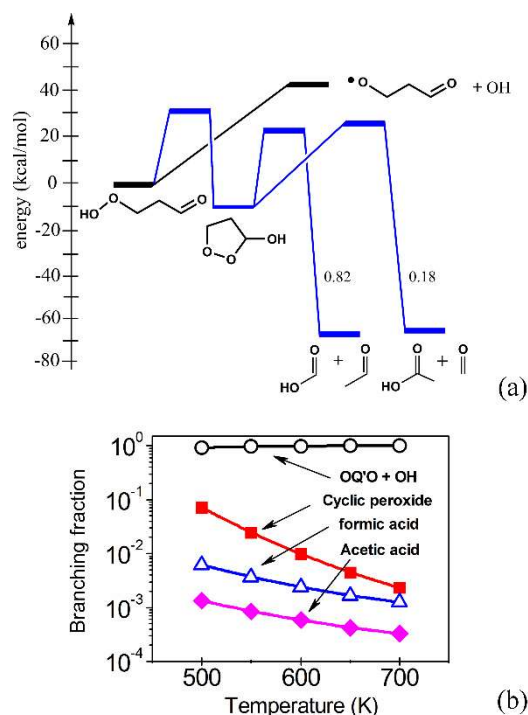 60
40
20
0
-20
-40
-60
-80
energy (kcal/mol)
O
O
+ OH
HO
O
O
O
O
OH
0.82
0.18
O
HO
+
O
O
HO
+
O
(a)
10⁰
10⁻¹
10⁻²
10⁻³
10⁻⁴
Branching fraction
OQ'O + OH
Cyclic peroxide
formic acid
Acetic acid
500
600
700
Temperature (K)
(b)